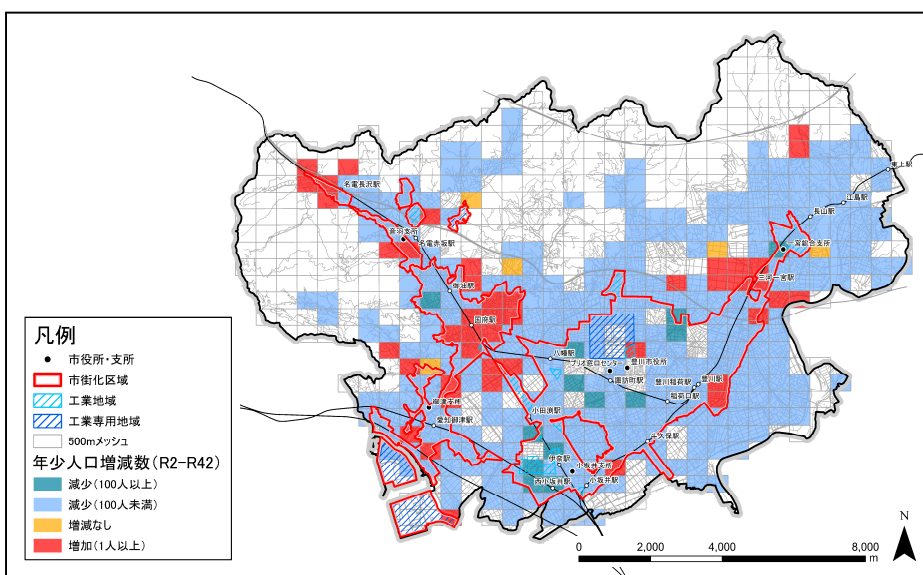 東上駅
江島駅
長山駅
名電長沢駅
音羽支所
名電赤坂駅
一宮総合支所
三河一宮駅
御油駅
国府駅
八幡駅
プリオ窓口センター
豊川市役所
諏訪町駅
豊川稲荷駅
豊川駅
稲荷口駅
御津支所
愛知御津駅
小田渕駅
牛久保駅
伊奈駅
小坂井支所
西小坂井駅
小坂井駅
凡例
市役所・支所
市街化区域
工業地域
工業専用地域
500mメッシュ
年少人口増減数(R2-R42)
減少(100人以上)
減少(100人未満)
増減なし
増加(1人以上)
N
0 2,000 4,000 8,000
m